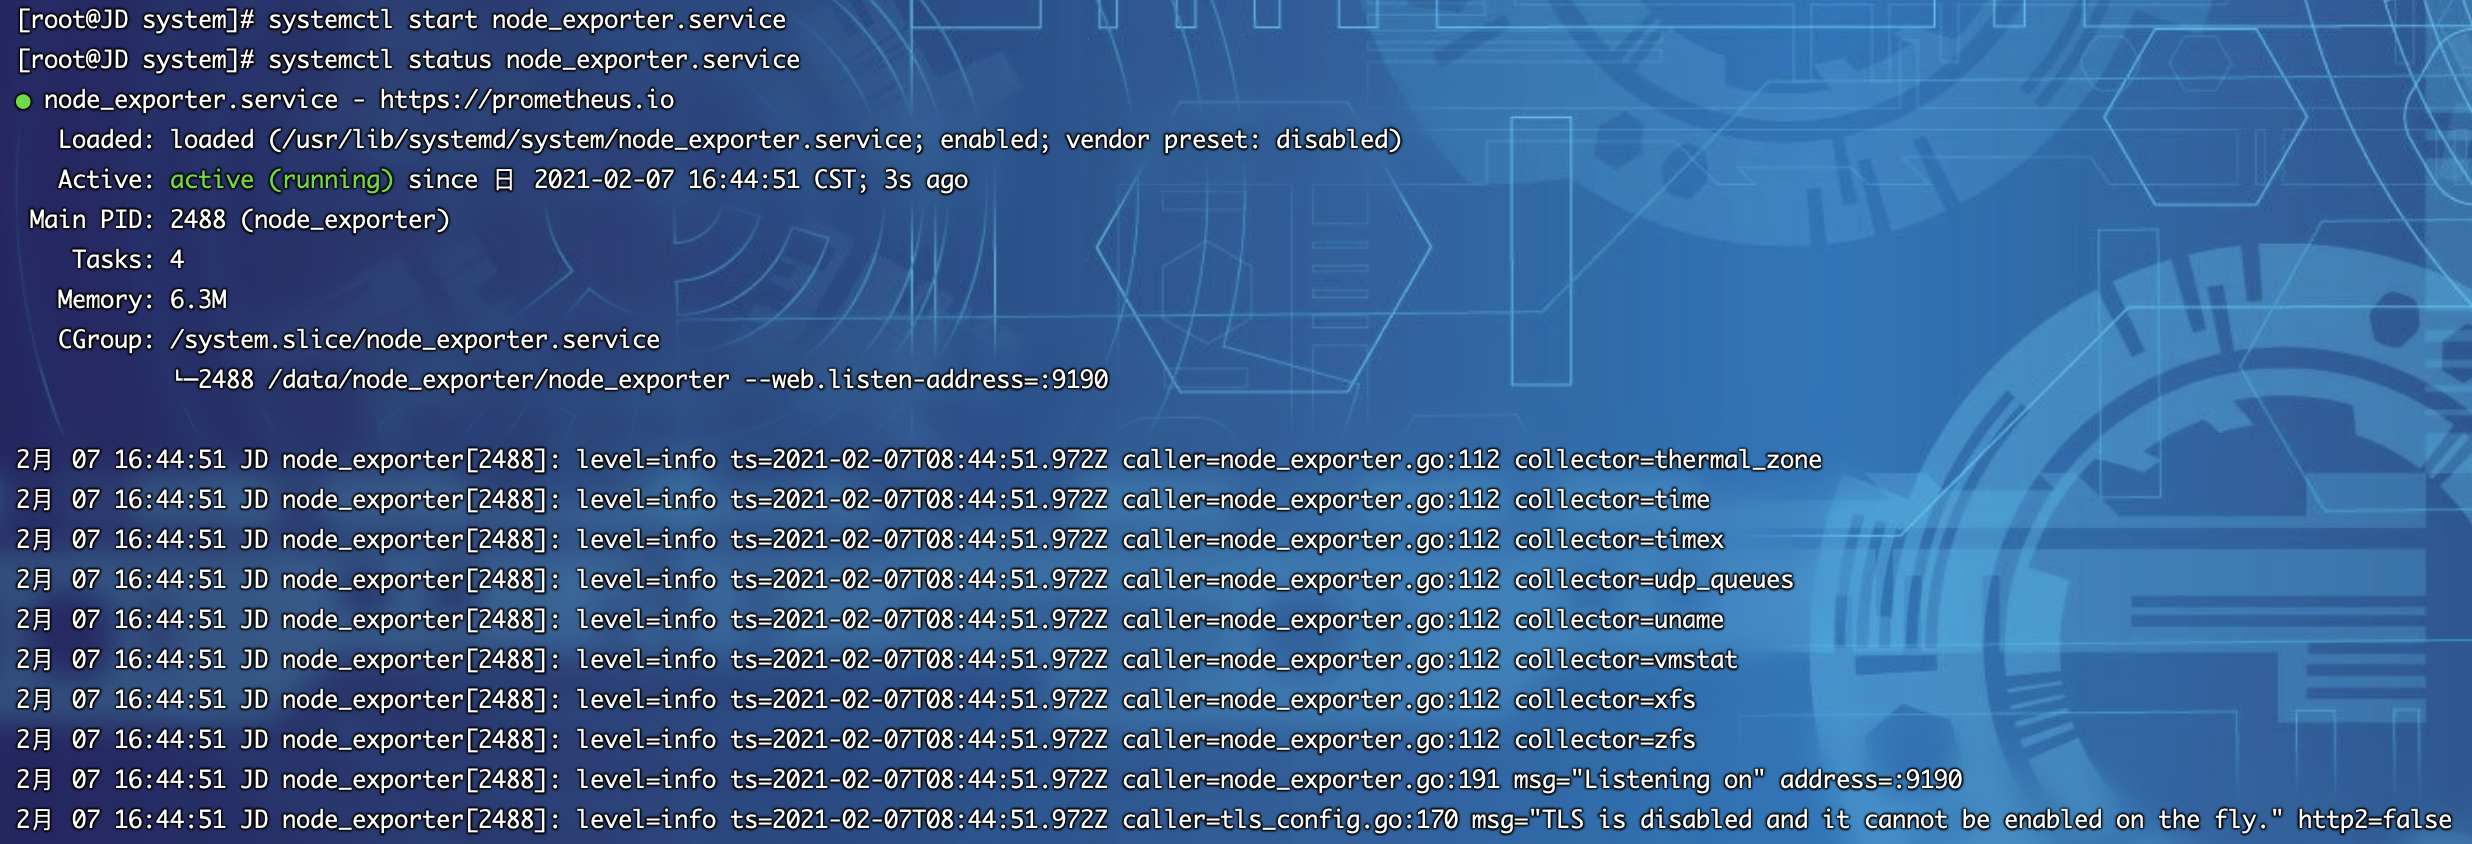 [root@JD system]# systemctl start node_exporter.service
[root@JD system]# systemctl status node_exporter.service
● node_exporter.service - https://prometheus.io
   Loaded: loaded (/usr/lib/systemd/system/node_exporter.service; enabled; vendor preset: disabled)
   Active: active (running) since 日 2021-02-07 16:44:51 CST; 3s ago
 Main PID: 2488 (node_exporter)
    Tasks: 4
   Memory: 6.3M
   CGroup: /system.slice/node_exporter.service
           └─2488 /data/node_exporter/node_exporter --web.listen-address=:9190
2月 07 16:44:51 JD node_exporter[2488]: level=info ts=2021-02-07T08:44:51.972Z caller=node_exporter.go:112 collector=thermal_zone
2月 07 16:44:51 JD node_exporter[2488]: level=info ts=2021-02-07T08:44:51.972Z caller=node_exporter.go:112 collector=time
2月 07 16:44:51 JD node_exporter[2488]: level=info ts=2021-02-07T08:44:51.972Z caller=node_exporter.go:112 collector=timex
2月 07 16:44:51 JD node_exporter[2488]: level=info ts=2021-02-07T08:44:51.972Z caller=node_exporter.go:112 collector=udp_queues
2月 07 16:44:51 JD node_exporter[2488]: level=info ts=2021-02-07T08:44:51.972Z caller=node_exporter.go:112 collector=uname
2月 07 16:44:51 JD node_exporter[2488]: level=info ts=2021-02-07T08:44:51.972Z caller=node_exporter.go:112 collector=vmstat
2月 07 16:44:51 JD node_exporter[2488]: level=info ts=2021-02-07T08:44:51.972Z caller=node_exporter.go:112 collector=xfs
2月 07 16:44:51 JD node_exporter[2488]: level=info ts=2021-02-07T08:44:51.972Z caller=node_exporter.go:112 collector=zfs
2月 07 16:44:51 JD node_exporter[2488]: level=info ts=2021-02-07T08:44:51.972Z caller=node_exporter.go:191 msg="Listening on" address=:9190
2月 07 16:44:51 JD node_exporter[2488]: level=info ts=2021-02-07T08:44:51.972Z caller=tls_config.go:170 msg="TLS is disabled and it cannot be enabled on the fly." http2=false